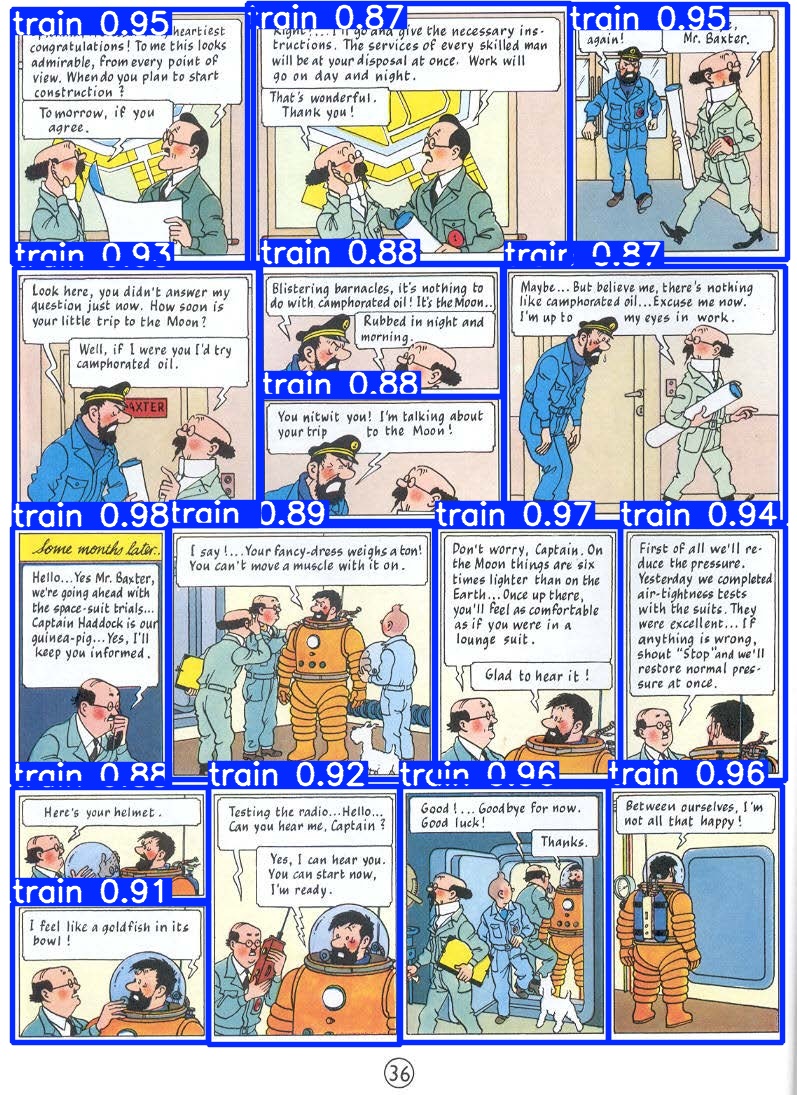 train 0.95
heartiest
congratulations! To me this looks
admirable, from every point of
view. When do you plan to start
construction ?
Tomorrow, if you
agree.
train 0.87
Right!... I'll go and give the necessary ins-
tructions. The services of every skilled man
will be at your disposal at once. Work will
go on day and night.
That's wonderful.
Thank you!
train 0.95
again!
Mr. Baxter.
train 0.93
Look here, you didn't answer my
question just now. How soon is
your little trip to the Moon?
Well, if I were you I'd try
camphorated oil.
BAXTER
train 0.88
Blistering barnacles, it's nothing to
do with camphorated oil! It's the Moon..
Rubbed in night and
morning.
train 0.88
You nitwit you! I'm talking about
your trip to the Moon!
train 0.87
Maybe... But believe me, there's nothing
like camphorated oil...Excuse me now.
I'm up to my eyes in work.
train 0.98
Some months later..
Hello...Yes Mr. Baxter,
we're going ahead with
the space-suit trials...
Captain Haddock is our
guinea-pig...Yes, I'll
keep you informed.
train 0.89
I say!...Your fancy-dress weighs a ton!
You can't move a muscle with it on.
train 0.97
Don't worry, Captain. On
the Moon things are six
times lighter than on the
Earth...Once up there,
you'll feel as comfortable
as if you were in a
lounge suit.
Glad to hear it!
train 0.94
First of all we'll re-
duce the pressure.
Yesterday we completed
air-tightness tests
with the suits. They
were excellent... If
anything is wrong,
shout "Stop" and we'll
restore normal pres-
sure at once.
train 0.88
Here's your helmet.
train 0.91
I feel like a goldfish in its
bowl !
train 0.92
Testing the radio...Hello...
Can you hear me, Captain ?
Yes, I can hear you.
You can start now,
I'm ready.
train 0.96
Good!... Goodbye for now.
Good luck!
Thanks.
train 0.96
Between ourselves, I'm
not all that happy!
36